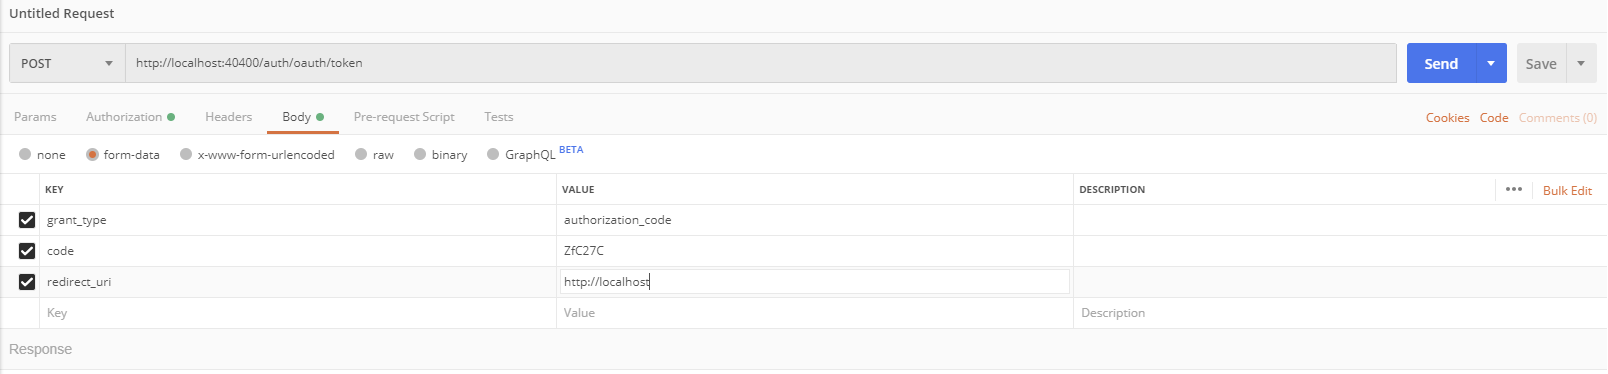 Untitled Request
POST http://localhost:40400/auth/oauth/token Send Save
Params Authorization Headers Body Pre-request Script Tests Cookies Code Comments (0)
none form-data x-www-form-urlencoded raw binary GraphQL BETA
KEY VALUE DESCRIPTION ••• Bulk Edit
grant_type authorization_code
code ZfC27C
redirect_uri http://localhost
Key Value Description
Response